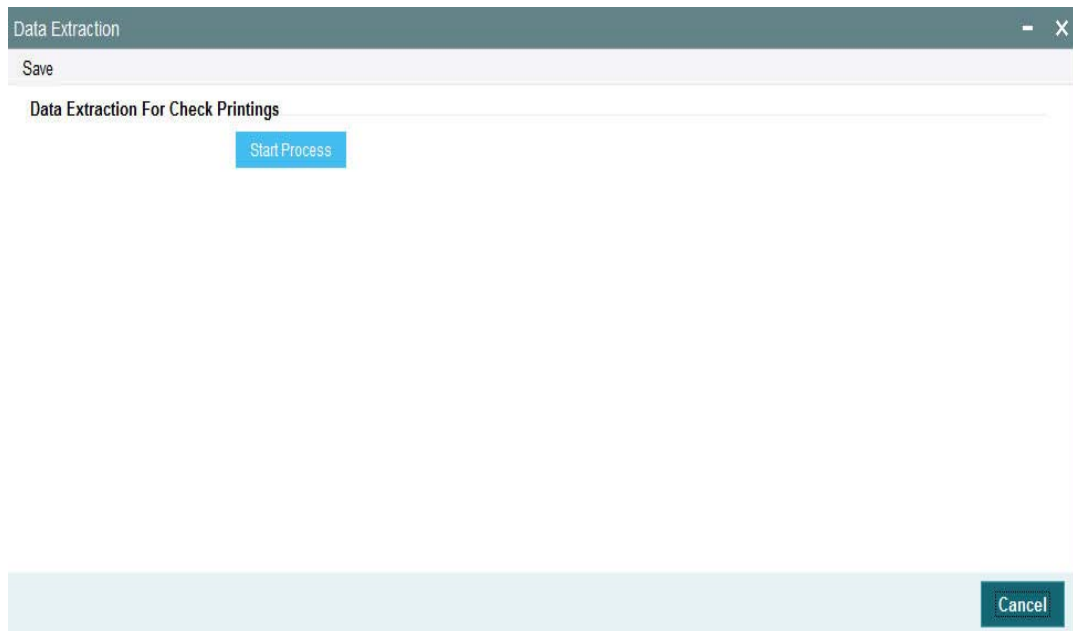 Data Extraction
Save
Data Extraction For Check Printings
Start Process
Cancel